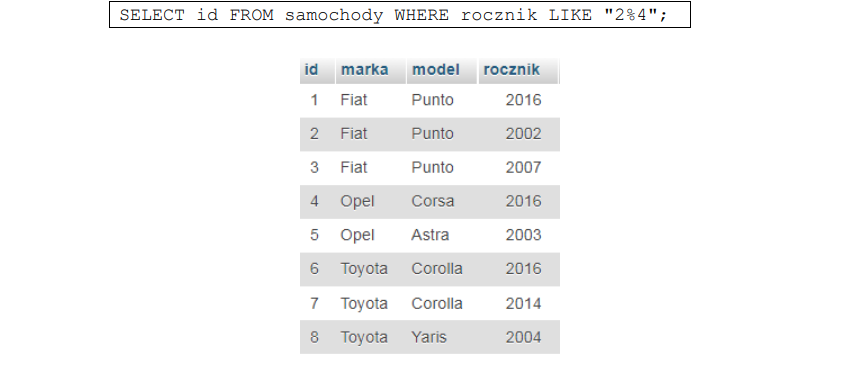 SELECT id FROM samochody WHERE rocznik LIKE "2%4";
id marka model rocznik
1 Fiat Punto 2016
2 Fiat Punto 2002
3 Fiat Punto 2007
4 Opel Corsa 2016
5 Opel Astra 2003
6 Toyota Corolla 2016
7 Toyota Corolla 2014
8 Toyota Yaris 2004